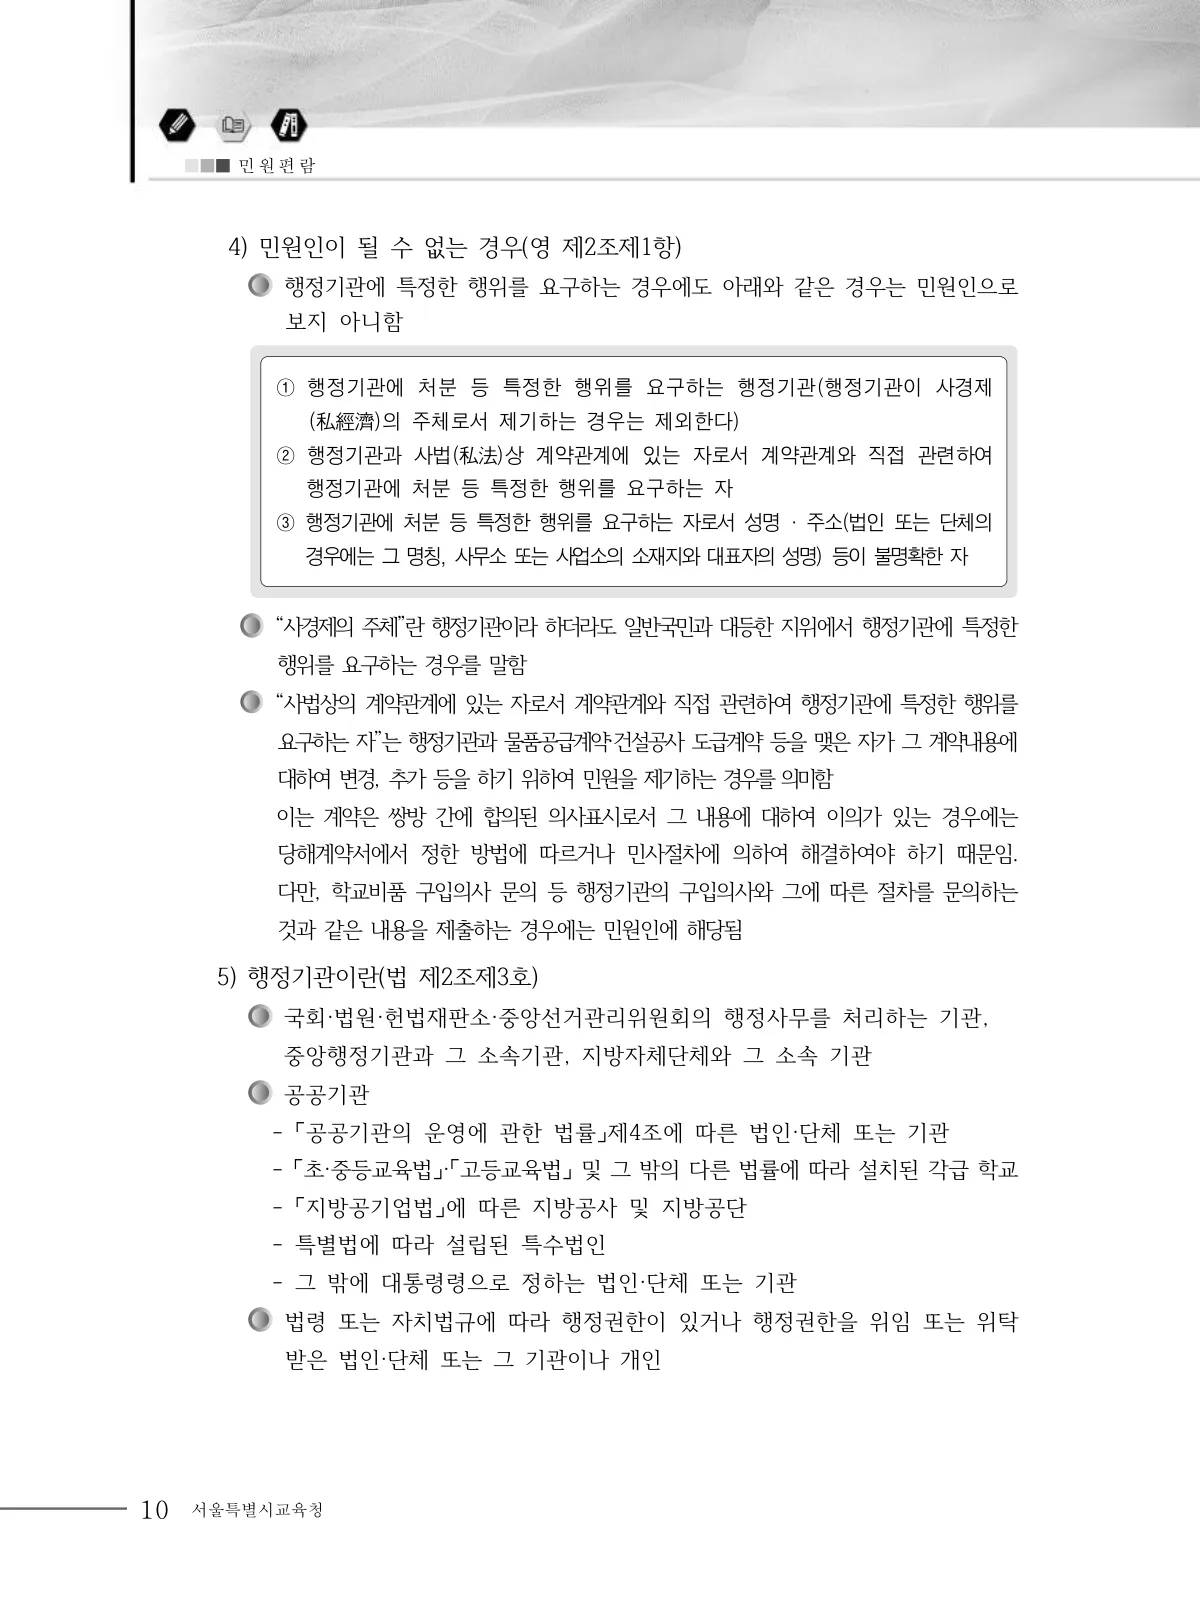 민원편람
4) 민원인이 될 수 없는 경우(영 제2조제1항)
행정기관에 특정한 행위를 요구하는 경우에도 아래와 같은 경우는 민원인으로
보지 아니함
① 행정기관에 처분 등 특정한 행위를 요구하는 행정기관(행정기관이 사경제
(私經濟)의 주체로서 제기하는 경우는 제외한다)
② 행정기관과 사법(私法)상 계약관계에 있는 자로서 계약관계와 직접 관련하여
행정기관에 처분 등 특정한 행위를 요구하는 자
③ 행정기관에 처분 등 특정한 행위를 요구하는 자로서 성명 · 주소(법인 또는 단체의
경우에는 그 명칭, 사무소 또는 사업소의 소재지와 대표자의 성명) 등이 불명확한 자
“사경제의 주체”란 행정기관이라 하더라도 일반국민과 대등한 지위에서 행정기관에 특정한
행위를 요구하는 경우를 말함
“사법상의 계약관계에 있는 자로서 계약관계와 직접 관련하여 행정기관에 특정한 행위를
요구하는 자”는 행정기관과 물품공급계약·건설공사 도급계약 등을 맺은 자가 그 계약내용에
대하여 변경, 추가 등을 하기 위하여 민원을 제기하는 경우를 의미함
이는 계약은 쌍방 간에 합의된 의사표시로서 그 내용에 대하여 이의가 있는 경우에는
당해계약서에서 정한 방법에 따르거나 민사절차에 의하여 해결하여야 하기 때문임.
다만, 학교비품 구입의사 문의 등 행정기관의 구입의사와 그에 따른 절차를 문의하는
것과 같은 내용을 제출하는 경우에는 민원인에 해당됨
5) 행정기관이란(법 제2조제3호)
국회·법원·헌법재판소·중앙선거관리위원회의 행정사무를 처리하는 기관,
중앙행정기관과 그 소속기관, 지방자체단체와 그 소속 기관
공공기관
- 「공공기관의 운영에 관한 법률」제4조에 따른 법인·단체 또는 기관
- 「초·중등교육법」·「고등교육법」 및 그 밖의 다른 법률에 따라 설치된 각급 학교
- 「지방공기업법」에 따른 지방공사 및 지방공단
- 특별법에 따라 설립된 특수법인
- 그 밖에 대통령령으로 정하는 법인·단체 또는 기관
법령 또는 자치법규에 따라 행정권한이 있거나 행정권한을 위임 또는 위탁
받은 법인·단체 또는 그 기관이나 개인
10 서울특별시교육청